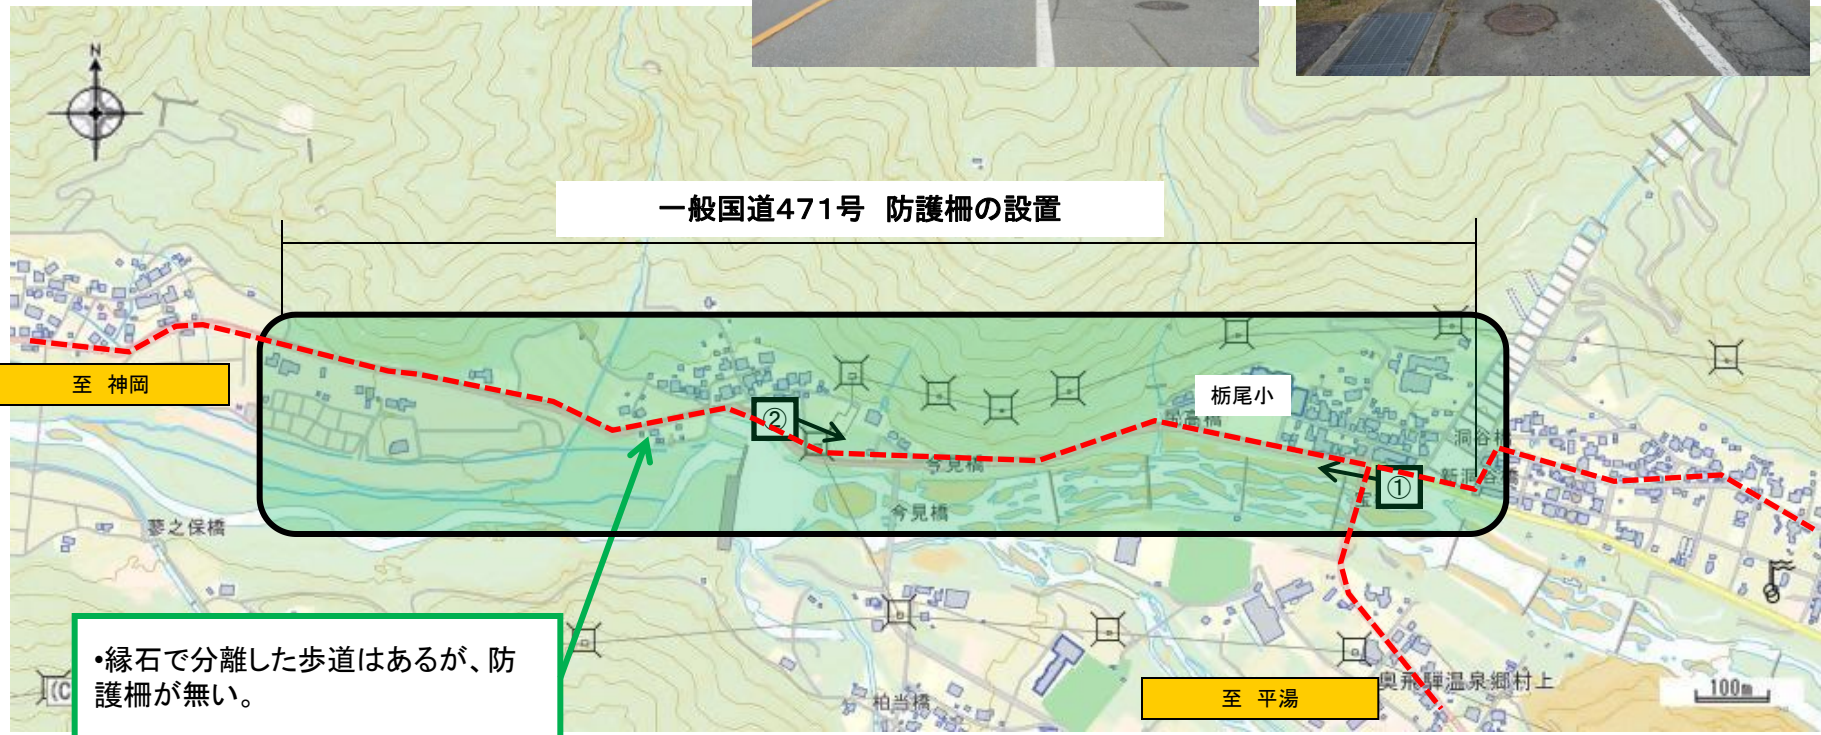 N
一般国道471号 防護柵の設置
至 神岡
②
栃尾小
洞谷橋
新洞谷橋
①
今見橋
今見橋
蓼之保橋
•縁石で分離した歩道はあるが、防
護柵が無い。
柏当橋
至 平湯
奥飛騨温泉郷村上
100m